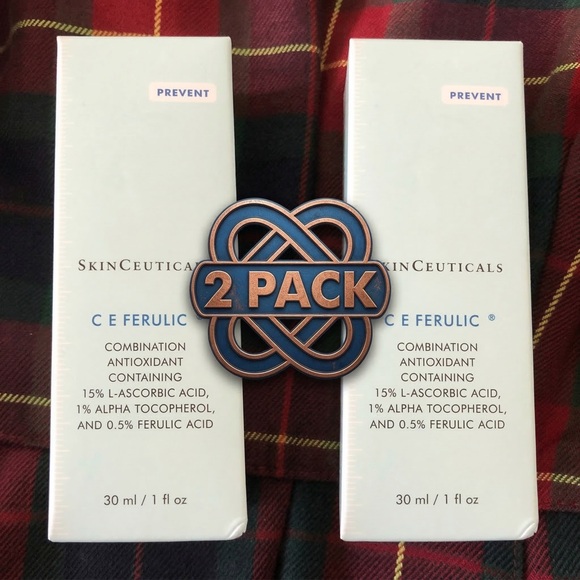 PREVENT
SKINCEUTICA
C E FERULIC
COMBINATION
ANTIOXIDANT
CONTAINING
15% L-ASCORBIC ACID,
1% ALPHA TOCOPHEROL,
AND 0.5% FERULIC ACID
30 ml / 1 fl oz
2 PACK
PREVENT
KINCEUTICALS
C E FERULIC ®
COMBINATION
ANTIOXIDANT
CONTAINING
15% L-ASCORBIC ACID,
1% ALPHA TOCOPHEROL,
AND 0.5% FERULIC ACID
30 ml / 1 fl oz